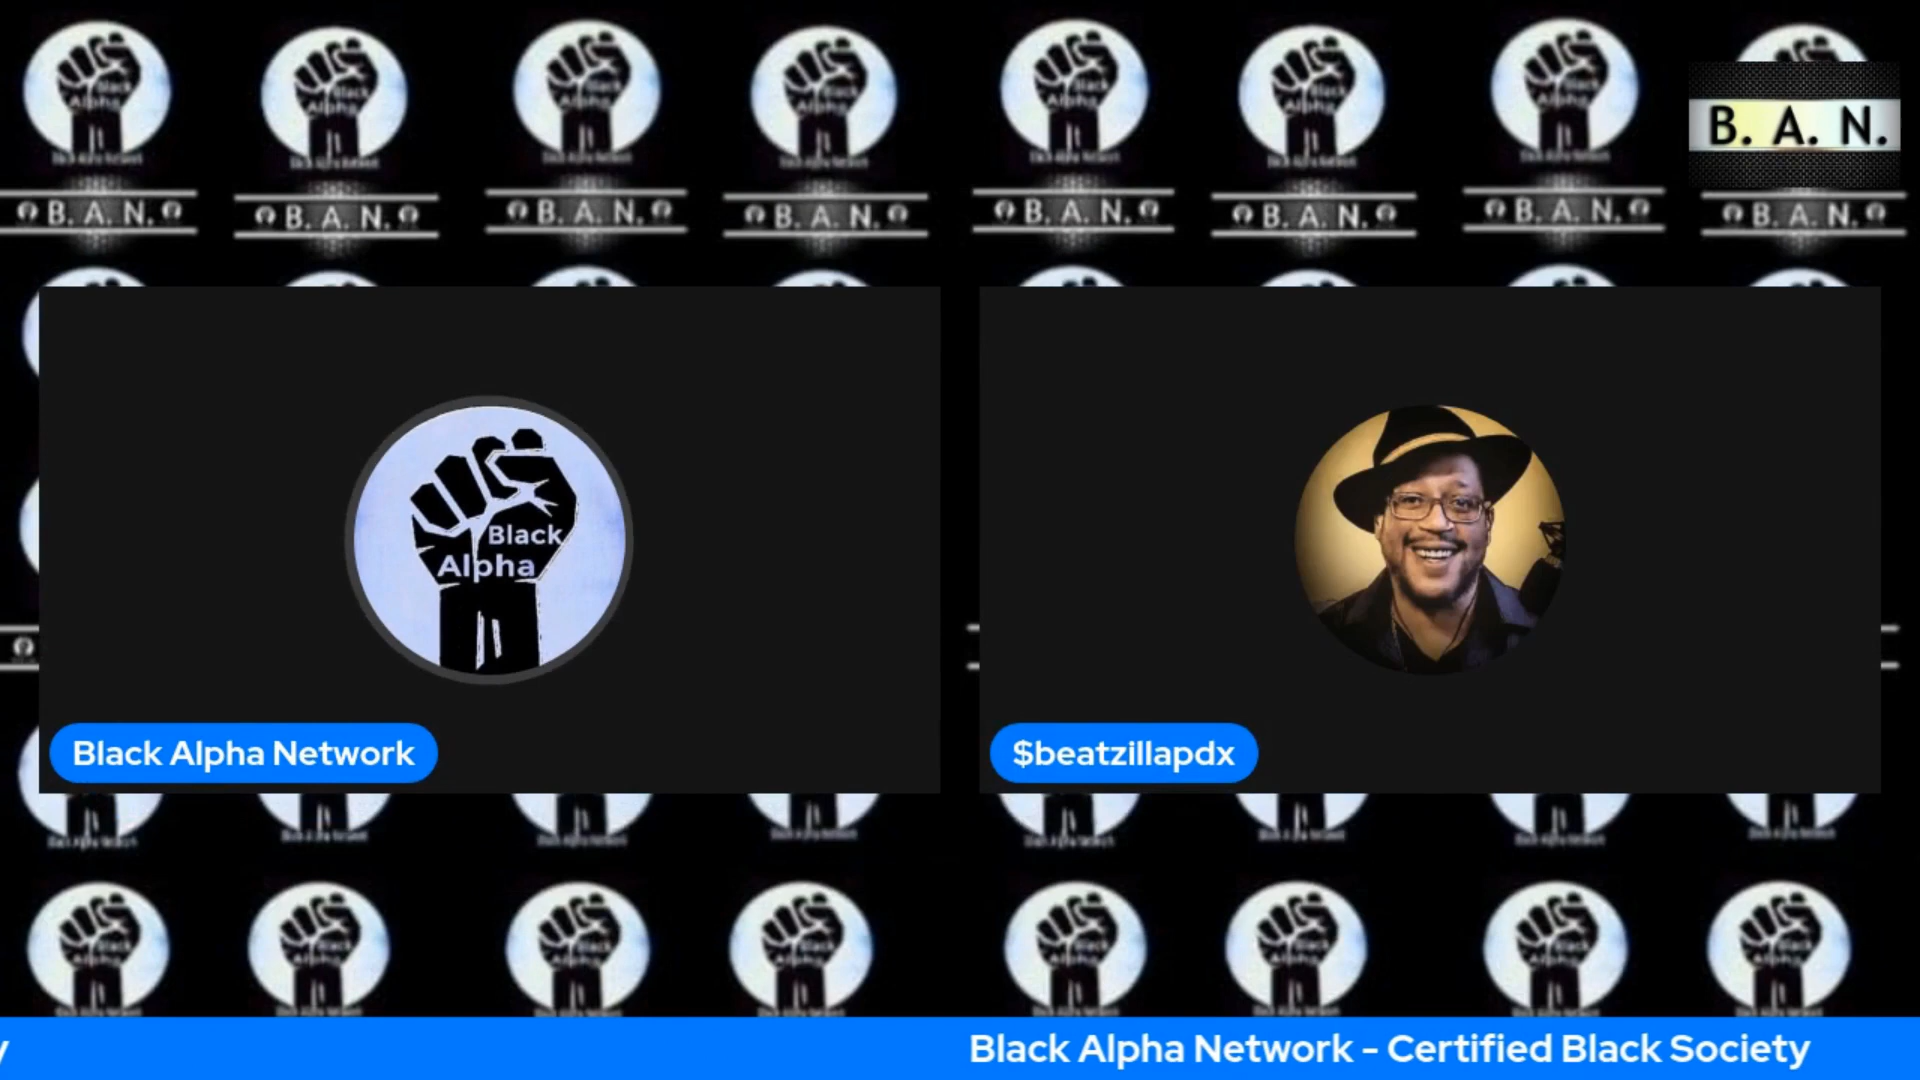 B. A. N.
B. A. N.
B. A. N.
B. A. N.
B. A. N.
B. A. N.
B. A. N.
B. A. N.
B. A. N.
Black
Alpha
Black Alpha Network
$beatzillapdx
Black Alpha Network - Certified Black Society